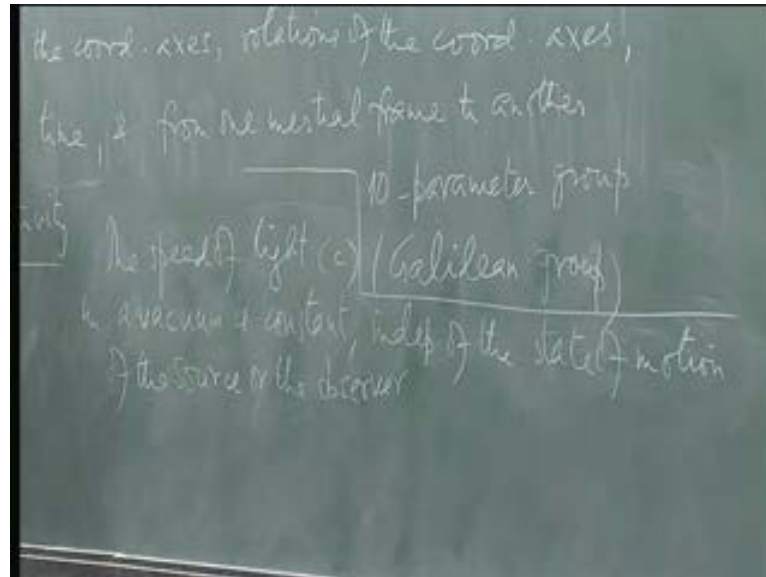 the coord. axes, rotations of the coord. axes,
time, & from one inertial frame to another
10-parameter group
(Galilean group)
ivity
The speed of light (c)
in a vacuum is constant, indep of the state of motion
of the source or the observer